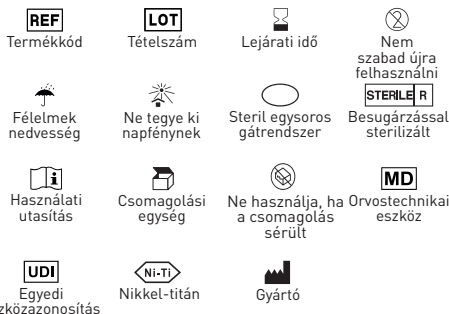 REF
LOT
Termékkód
Tételszám
Lejárati idő
Nem
szabad újra
felhasználni
2
STERILE R
Félelmek
nedvesség
Ne tegye ki
napfénynek
Steril egysoros
gátrendszer
Besugárzással
sterilizált
i
MD
Használati
utasítás
Csomagolási
egység
Ne használja, ha
a csomagolás
sérült
Orvostechnikai
eszköz
UDI
Ni-Ti
Egyedi
zközazonosítás
Nikkel-titán
Gyártó